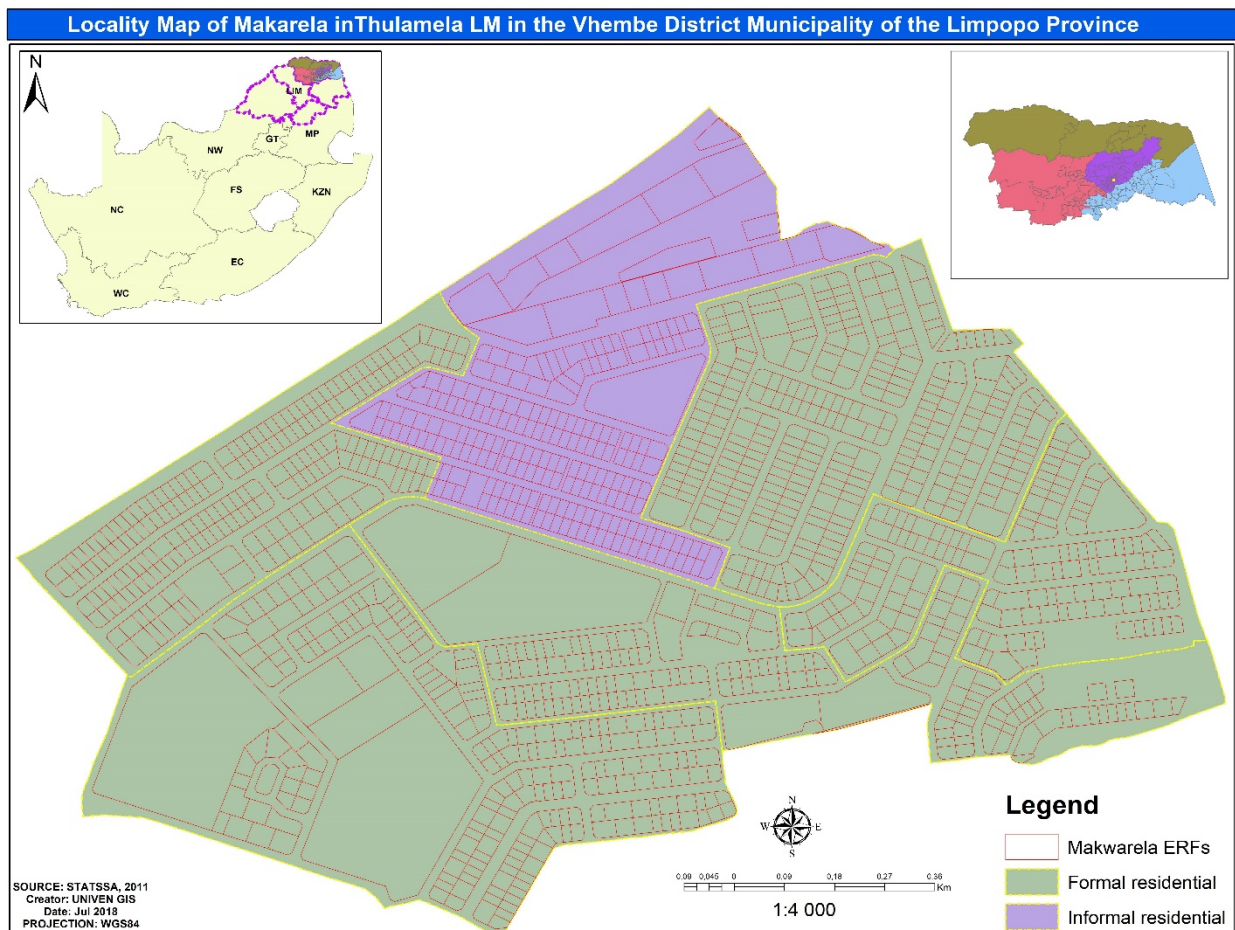 Locality Map of Makarela inThulamela LM in the Vhembe District Municipality of the Limpopo Province
N
LIM
MP
GT
NW
FS
KZN
NC
EC
WC
N
W E
S
0,09 0,045 0 0,09 0,18 0,27 0,36
Km
1:4 000
Legend
Makwarela ERFs
Formal residential
Informal residential
SOURCE: STATSSA, 2011
Creator: UNIVEN GIS
Date: Jul 2018
PROJECTION: WGS84